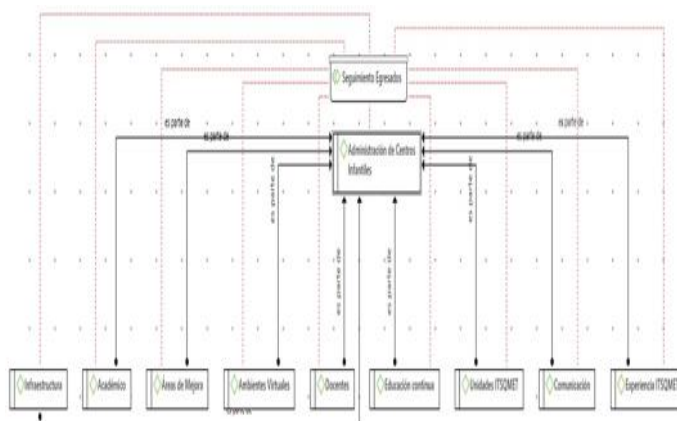 Seguimiento Egresados
es parte de
es parte de
es parte de
es parte de
Administración de Centros
Infantiles
es parte de
es parte de
es parte de
es parte de
Infraestructura
Académico
Áreas de Mejora
Ambientes Virtuales
Docentes
Educación continua
Unidades ITSQMET
Comunicación
Experiencia ITSQMET